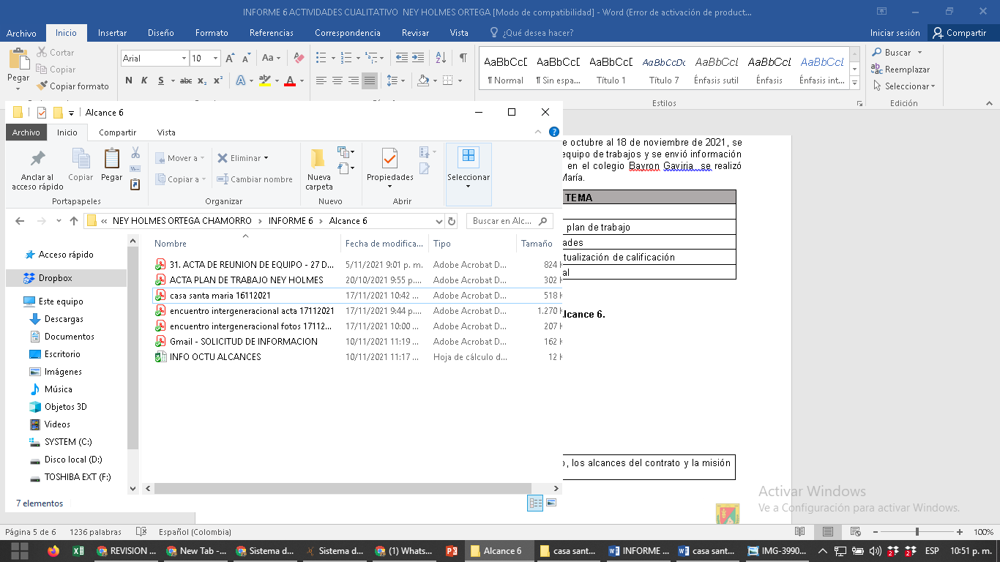 INFORME 6 ACTIVIDADES CUALITATIVO NEY HOLMES ORTEGA [Modo de compatibilidad] - Word (Error de activación de product...
Archivo Inicio Insertar Diseño Formato Referencias Correspondencia Revisar Vista ¿Qué desea hacer? Iniciar sesión Compartir
Pegar
Cortar
Copiar
Copiar formato
Arial 10
N K S abc x₂ x²
AaBbCcD AaBbCcD AaBbCcD AaBbCcDc AaBbCcD AaBbCcD AaBbCcD
¶ Normal ¶ Sin espa... Título 1 Título 7 Énfasis sutil Énfasis Énfasis int...
Estilos
Buscar
Reemplazar
Seleccionar
Edición
Alcance 6
Archivo Inicio Compartir Vista
Anclar al acceso rápido
Copiar
Pegar
Portapapeles
Mover a
Copiar a
Eliminar
Cambiar nombre
Organizar
Nueva carpeta
Nuevo
Propiedades
Abrir
Seleccionar
« NEY HOLMES ORTEGA CHAMORRO › INFORME 6 › Alcance 6
Buscar en Alc...
Acceso rápido
Dropbox
Este equipo
Descargas
Documentos
Escritorio
Imágenes
Música
Objetos 3D
Videos
SYSTEM (C:)
Disco local (D:)
TOSHIBA EXT (F:)
Nombre Fecha de modifica... Tipo Tamaño
31. ACTA DE REUNION DE EQUIPO - 27 D... 5/11/2021 9:01 p. m. Adobe Acrobat D... 824 K
ACTA PLAN DE TRABAJO NEY HOLMES 20/10/2021 9:55 p.... Adobe Acrobat D... 302 K
casa santa maria 16112021 17/11/2021 10:42 ... Adobe Acrobat D... 518 K
encuentro intergeneracional acta 17112021 17/11/2021 9:44 p.... Adobe Acrobat D... 1.270 K
encuentro intergeneracional fotos 17112... 17/11/2021 10:00 ... Adobe Acrobat D... 207 K
Gmail - SOLICITUD DE INFORMACION 10/11/2021 11:19 ... Adobe Acrobat D... 162 K
INFO OCTU ALCANCES 10/11/2021 11:17 ... Hoja de cálculo d... 12 K
7 elementos
e octubre al 18 de noviembre de 2021, se
equipo de trabajos y se envió información
en el colegio Bayron Gaviria se realizó
María.
TEMA
plan de trabajo
ades
tualización de calificación
al
Alcance 6.
o, los alcances del contrato y la misión
Activar Windows
Ve a Configuración para activar Windows.
Página 5 de 6 1236 palabras Español (Colombia) 100%
REVISION ... New Tab -... Sistema d... Sistema d... (1) Whats... Alcance 6 casa sant... INFORME ... casa sant... IMG-3990... ESP 10:51 p. m.